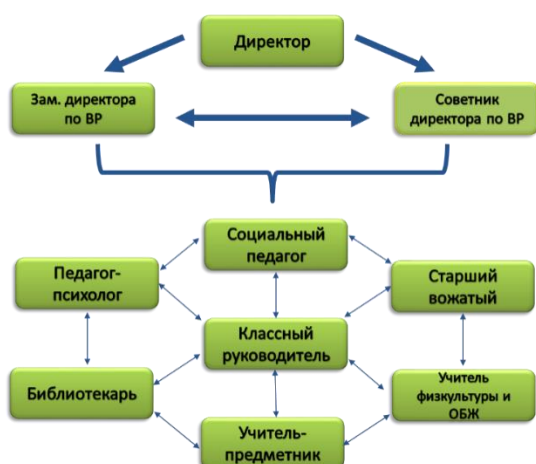 Директор
Зам. директора
по ВР
Советник
директора по ВР
Социальный
педагог
Педагог-
психолог
Старший
вожатый
Классный
руководитель
Библиотекарь
Учитель
физкультуры и
ОБЖ
Учитель-
предметник